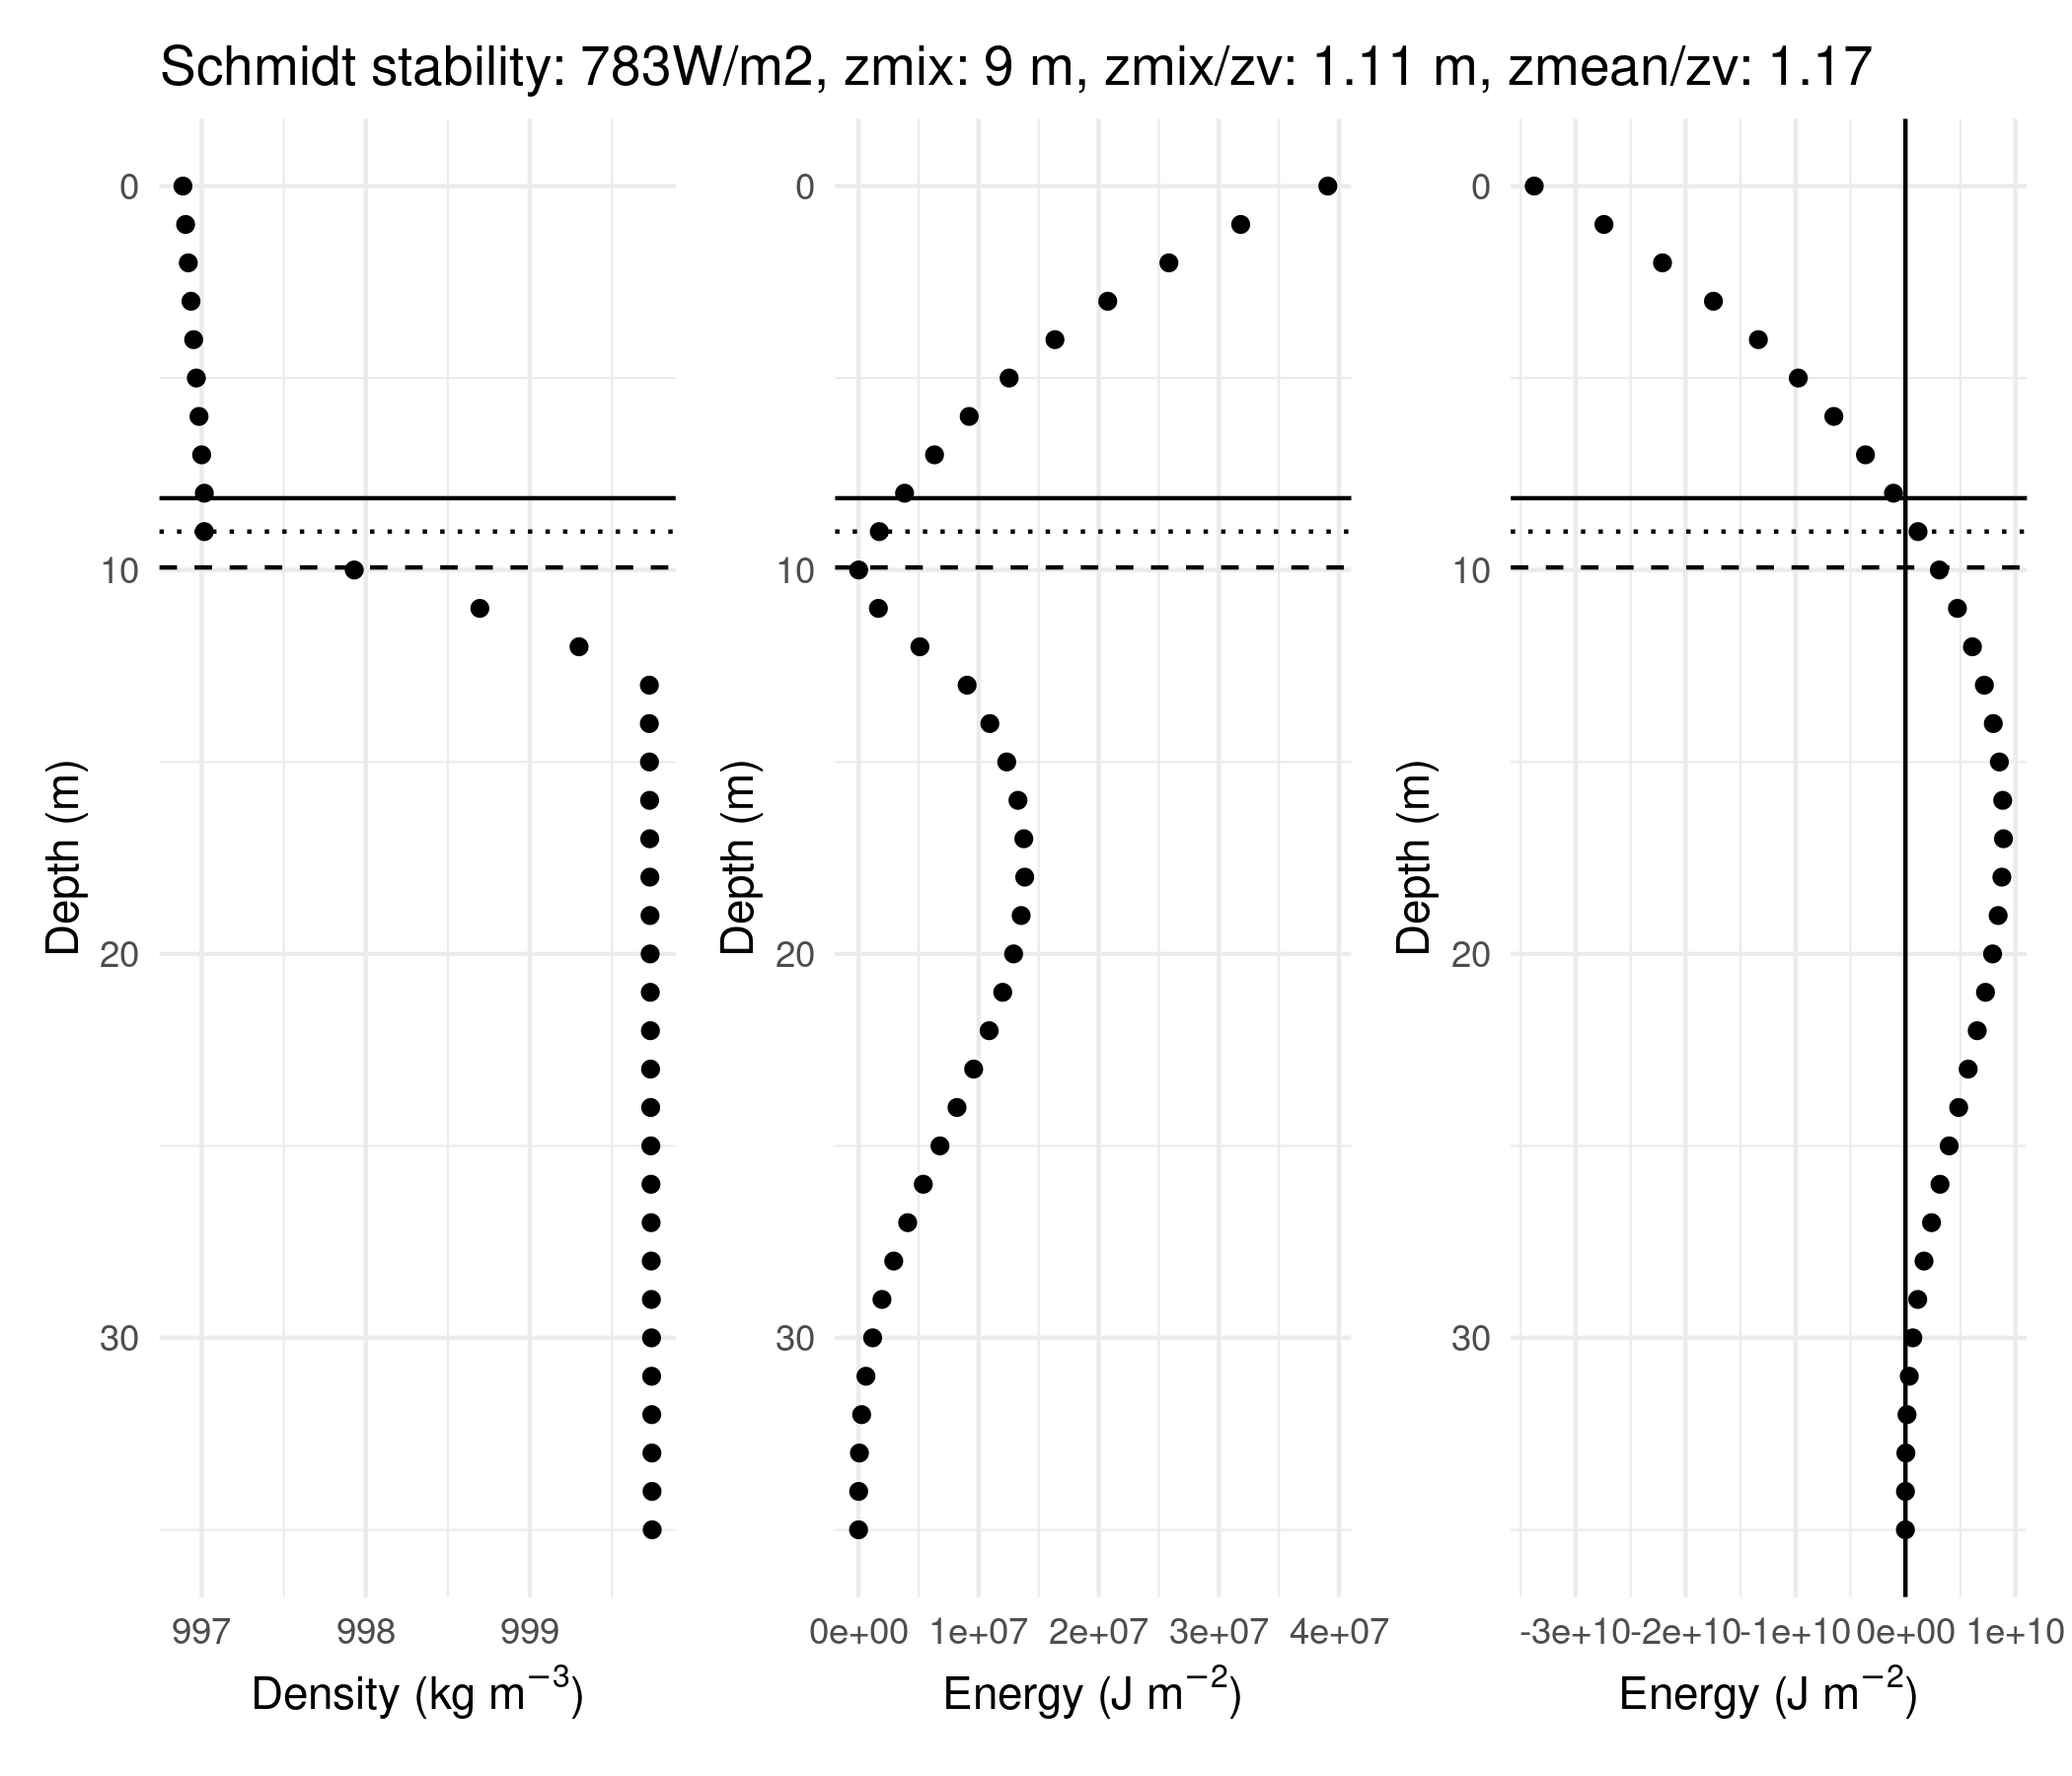 Schmidt stability: 783W/m2, zmix: 9 m, zmix/zv: 1.11 m, zmean/zv: 1.17
0
10
20
30
Depth (m)
997 998 999
Density (kg m−3)
0
10
20
30
Depth (m)
0e+00 1e+07 2e+07 3e+07 4e+07
Energy (J m−2)
0
10
20
30
Depth (m)
-3e+10 -2e+10 -1e+10 0e+00 1e+10
Energy (J m−2)